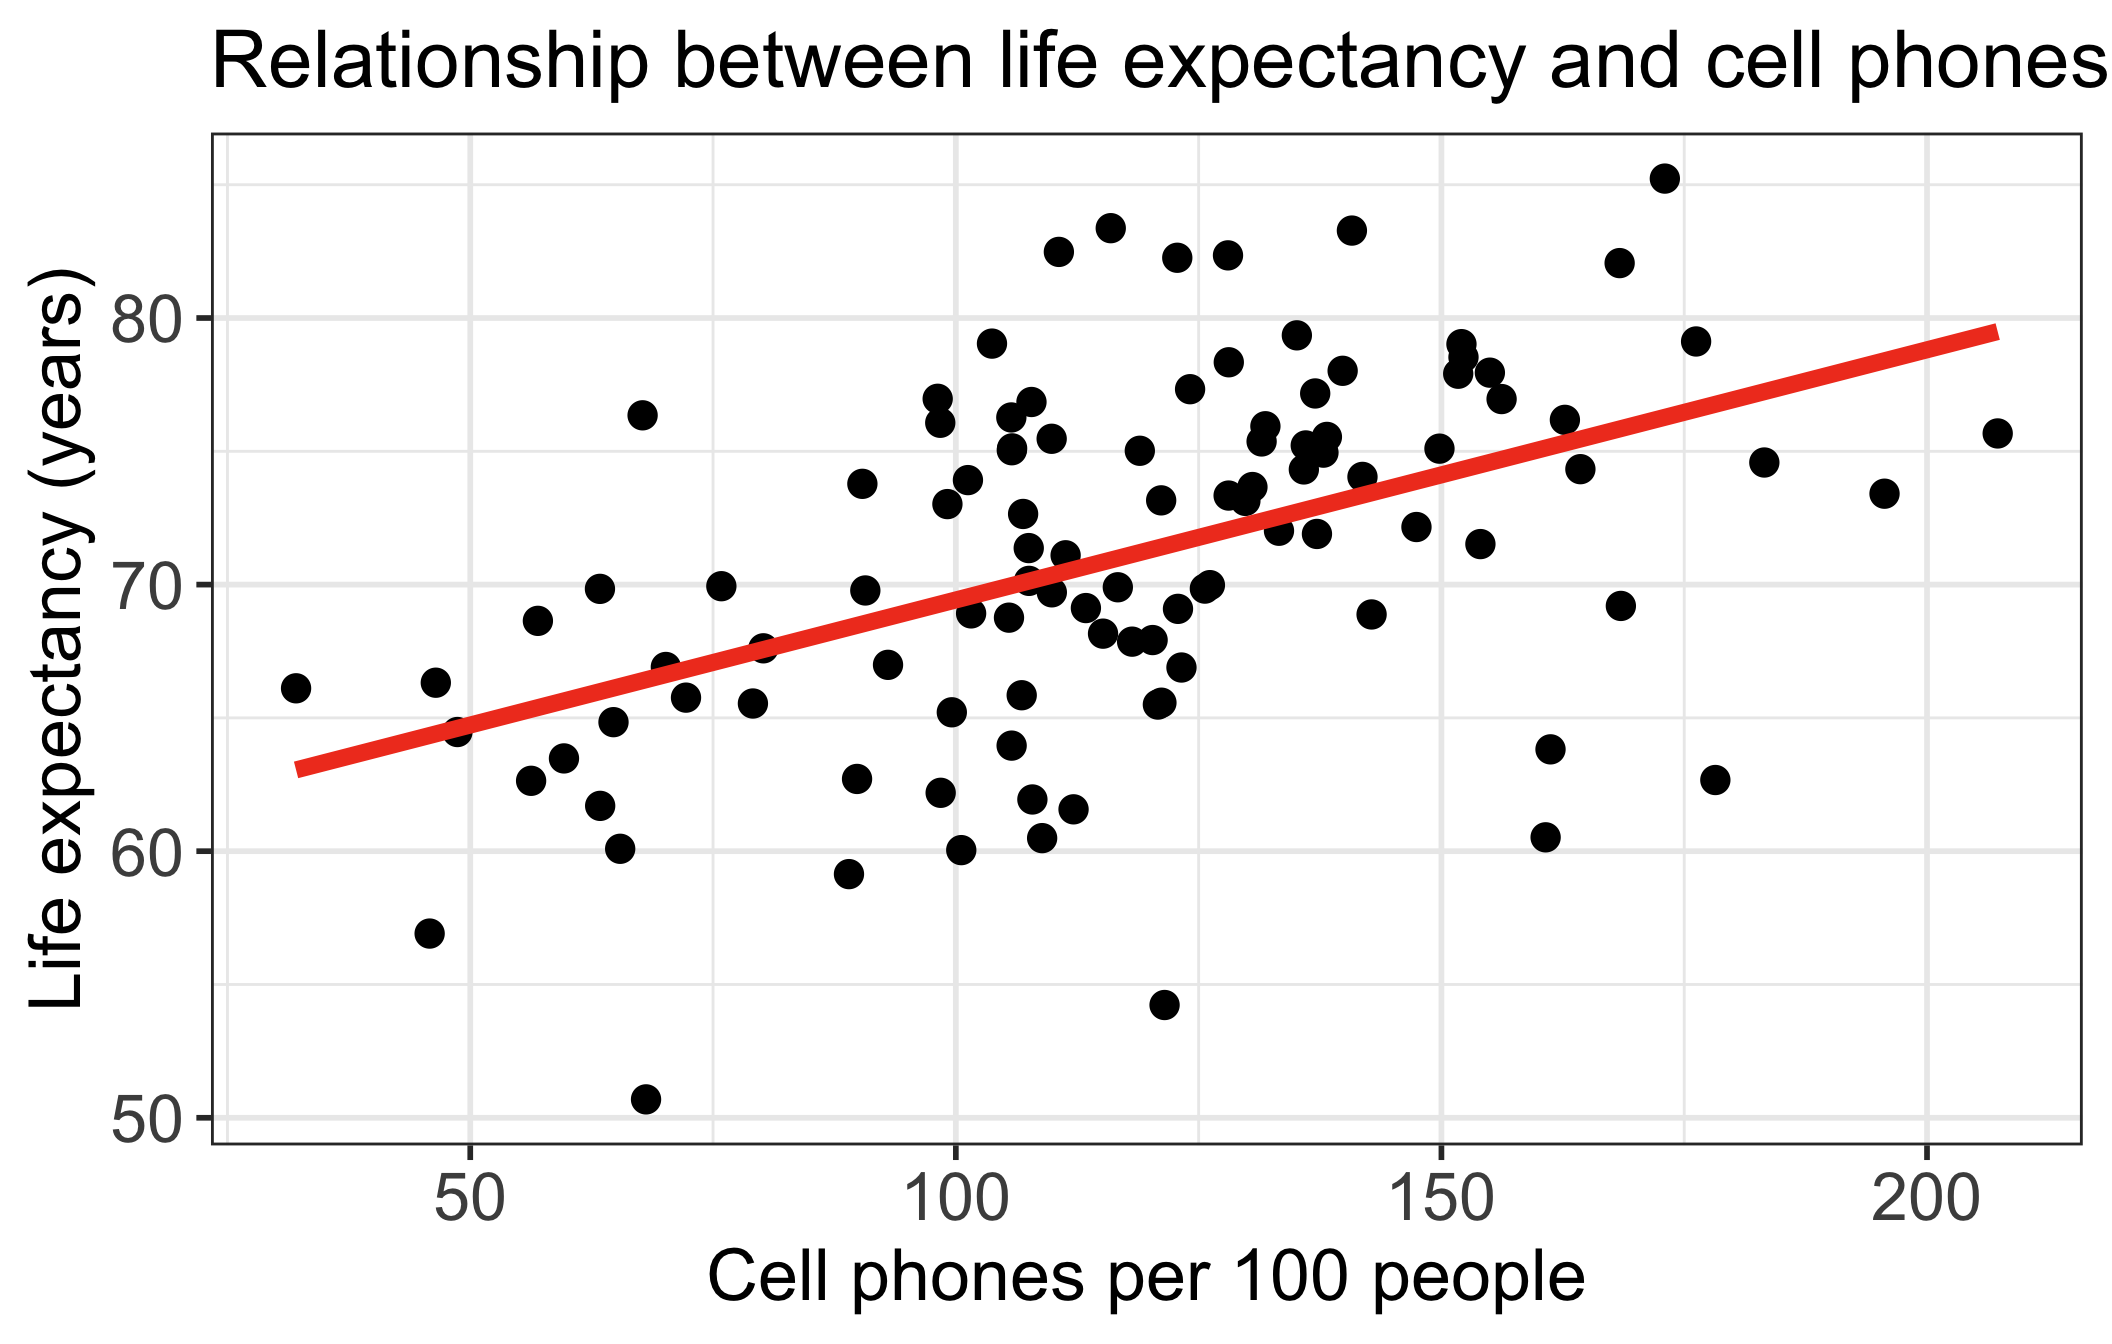 Relationship between life expectancy and cell phones
Life expectancy (years)
80
70
60
50
50 100 150 200
Cell phones per 100 people